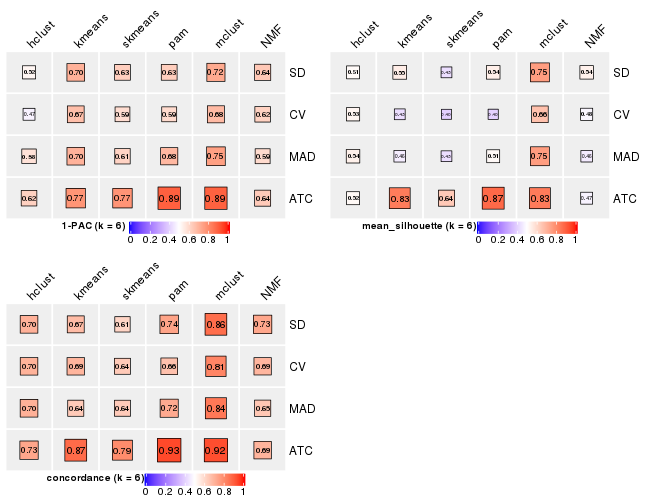 hclust kmeans skmeans pam mclust NMF
0.52 0.70 0.63 0.63 0.72 0.64 SD
0.47 0.67 0.59 0.59 0.68 0.62 CV
0.58 0.70 0.61 0.68 0.75 0.59 MAD
0.62 0.77 0.77 0.89 0.89 0.64 ATC
1-PAC (k = 6)
0 0.2 0.4 0.6 0.8 1
hclust kmeans skmeans pam mclust NMF
0.51 0.55 0.54 0.75 0.54 SD
0.53 0.66 0.48 CV
0.54 0.51 0.75 MAD
0.52 0.83 0.64 0.87 0.83 0.47 ATC
mean_silhouette (k = 6)
0 0.2 0.4 0.6 0.8 1
hclust kmeans skmeans pam mclust NMF
0.70 0.67 0.61 0.74 0.86 0.73 SD
0.70 0.69 0.64 0.66 0.81 0.69 CV
0.70 0.64 0.64 0.72 0.84 0.65 MAD
0.73 0.87 0.79 0.93 0.92 0.69 ATC
concordance (k = 6)
0 0.2 0.4 0.6 0.8 1